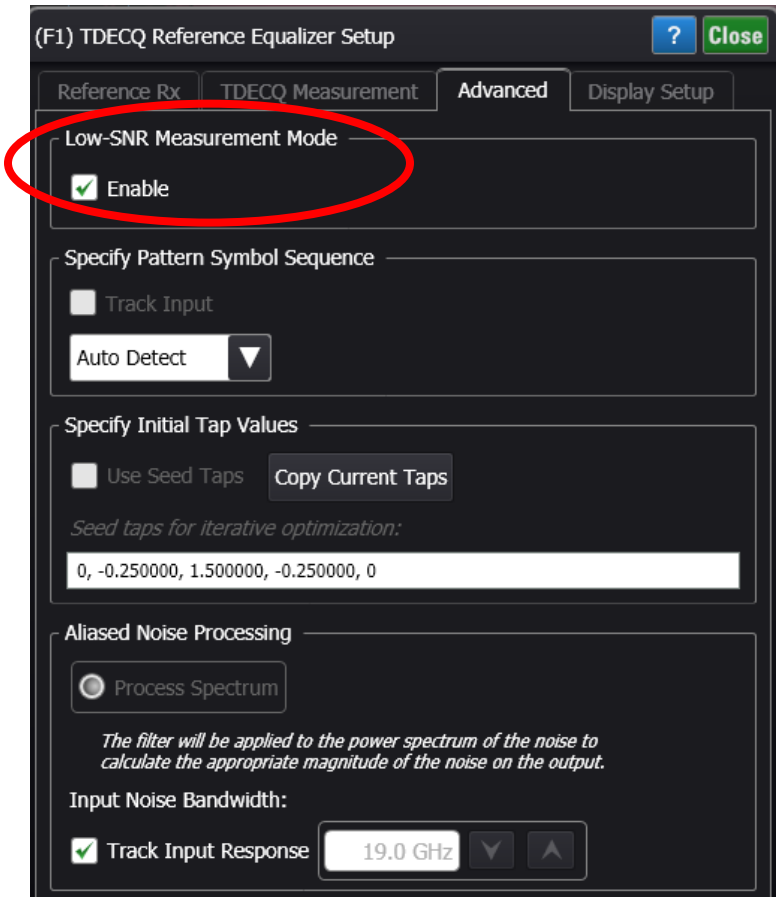 (F1) TDECQ Reference Equalizer Setup ? Close
Reference Rx TDECQ Measurement Advanced Display Setup
Low-SNR Measurement Mode
Enable
Specify Pattern Symbol Sequence
Track Input
Auto Detect
Specify Initial Tap Values
Use Seed Taps Copy Current Taps
Seed taps for iterative optimization:
0, -0.250000, 1.500000, -0.250000, 0
Aliased Noise Processing
Process Spectrum
The filter will be applied to the power spectrum of the noise to
calculate the appropriate magnitude of the noise on the output.
Input Noise Bandwidth:
Track Input Response 19.0 GHz